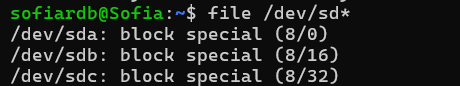 sofiardb@Sofia:~$ file /dev/sd*
/dev/sda: block special (8/0)
/dev/sdb: block special (8/16)
/dev/sdc: block special (8/32)